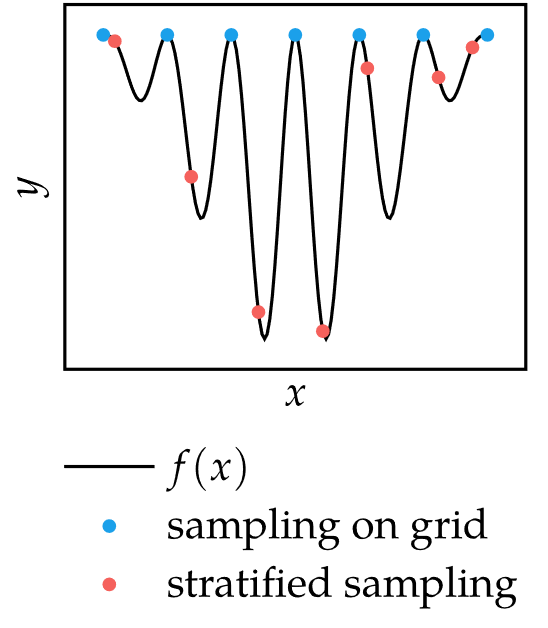 y
x
f(x)
sampling on grid
stratified sampling